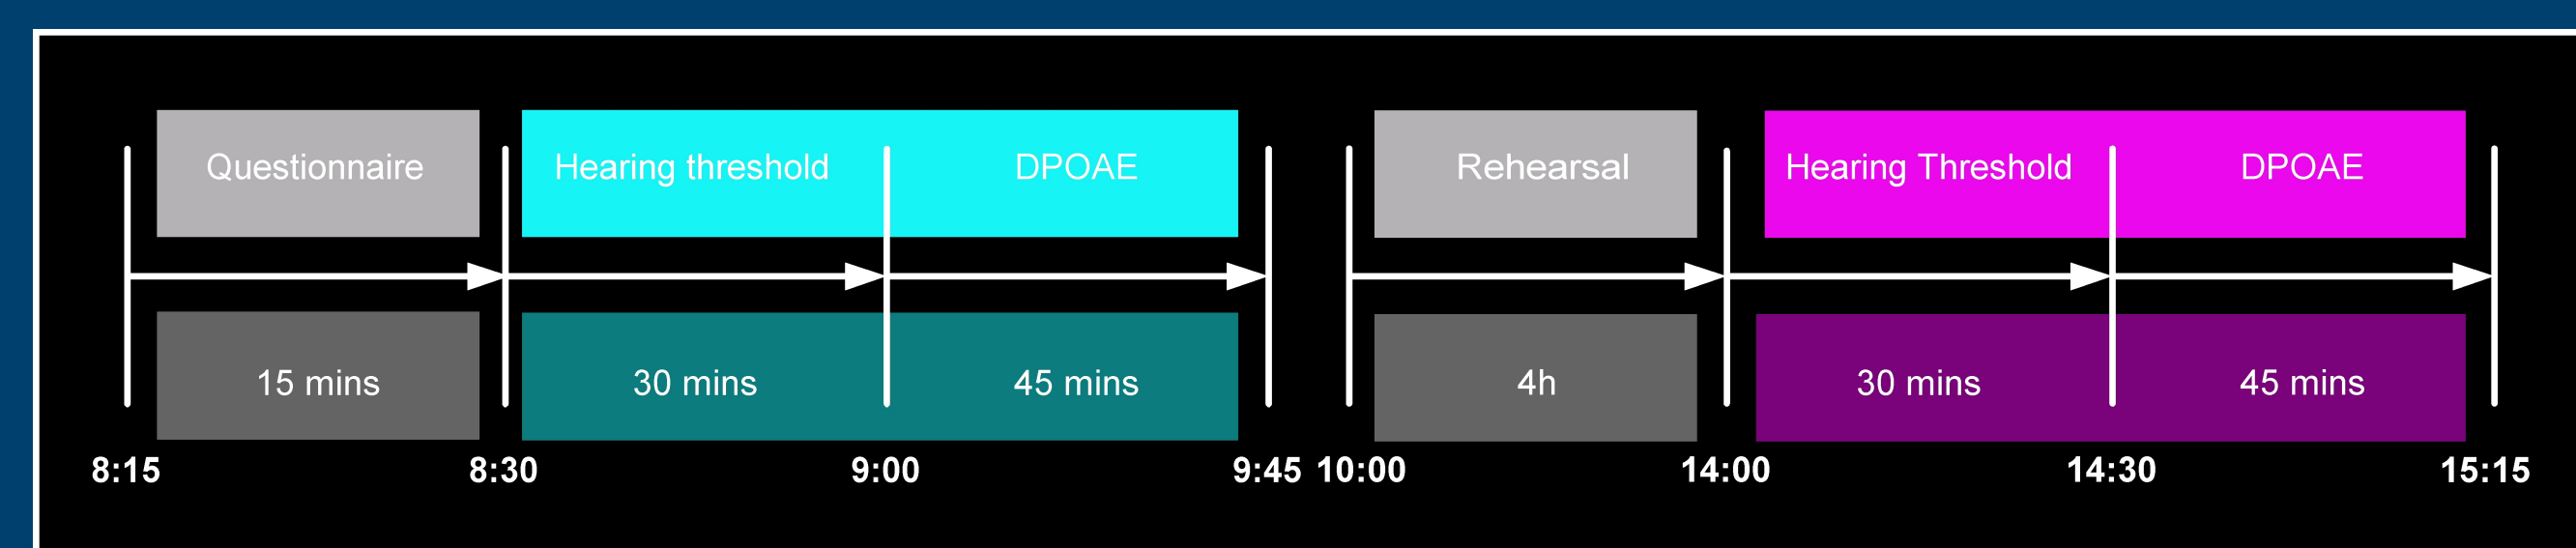 Questionnaire
Hearing threshold
DPOAE
Rehearsal
Hearing Threshold
DPOAE
15 mins
30 mins
45 mins
4h
30 mins
45 mins
8:15
8:30
9:00
9:45
10:00
14:00
14:30
15:15